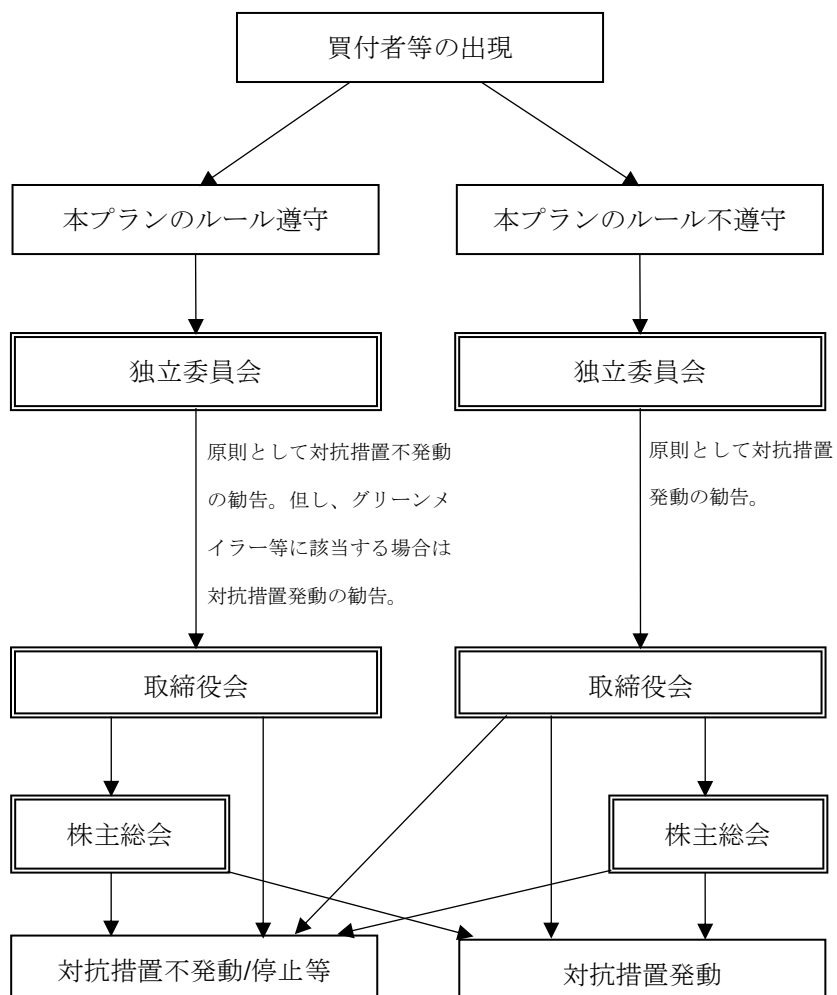 買付者等の出現
本プランのルール遵守
本プランのルール不遵守
独立委員会
独立委員会
原則として対抗措置不発動
の勧告。但し、グリーンメ
イラー等に該当する場合は
対抗措置発動の勧告。
原則として対抗措置
発動の勧告。
取締役会
取締役会
株主総会
株主総会
対抗措置不発動/停止等
対抗措置発動